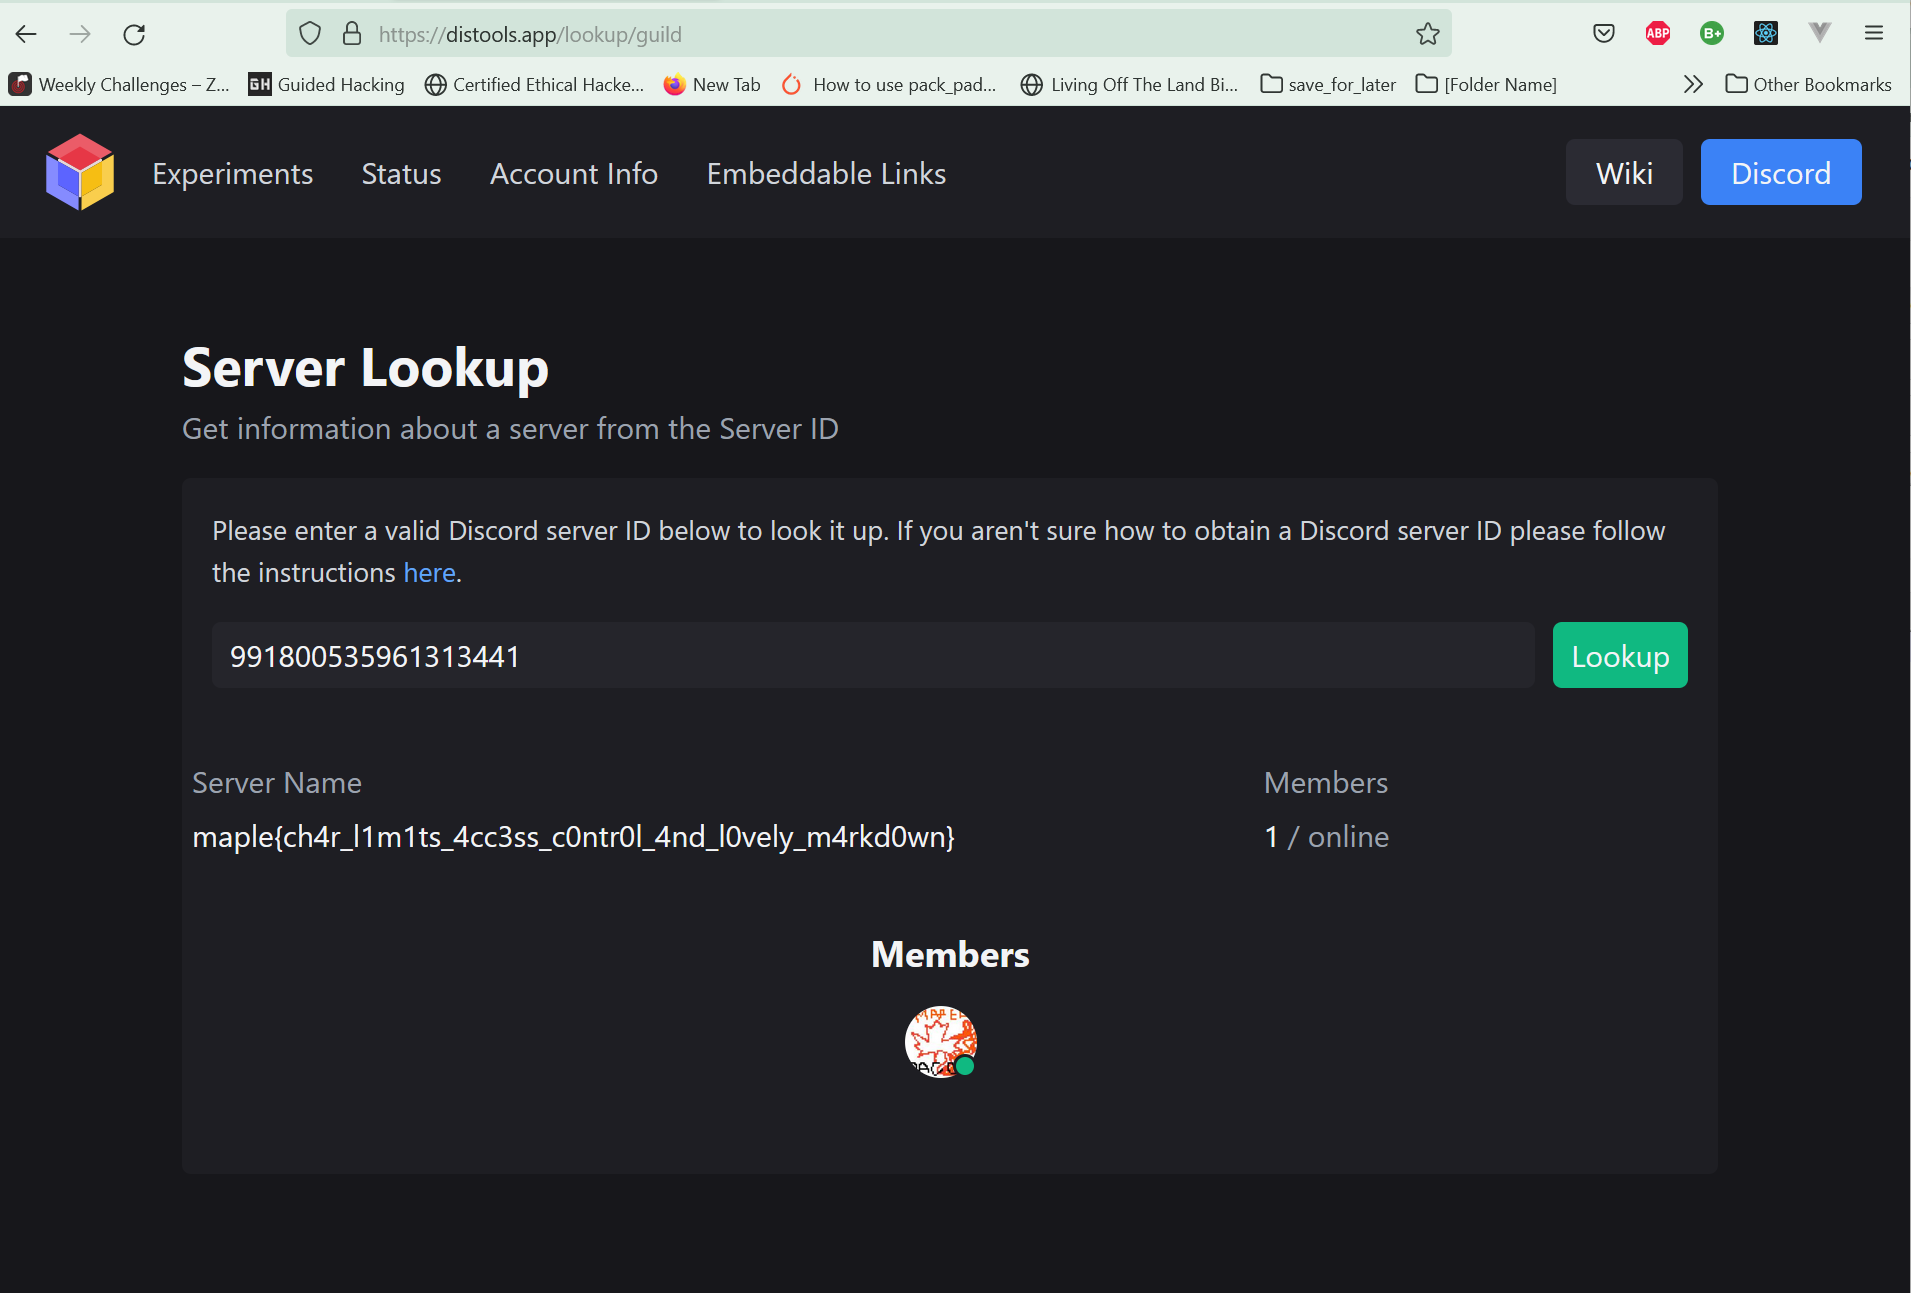 https://distools.app/lookup/guild
ABP
B+
Weekly Challenges – Z... GH Guided Hacking Certified Ethical Hacke... New Tab How to use pack_pad... Living Off The Land Bi... save_for_later [Folder Name] Other Bookmarks
Experiments Status Account Info Embeddable Links Wiki Discord
Server Lookup
Get information about a server from the Server ID
Please enter a valid Discord server ID below to look it up. If you aren't sure how to obtain a Discord server ID please follow
the instructions here.
991800535961313441 Lookup
Server Name Members
maple{ch4r_l1m1ts_4cc3ss_c0ntr0l_4nd_l0vely_m4rkd0wn} 1 / online
Members